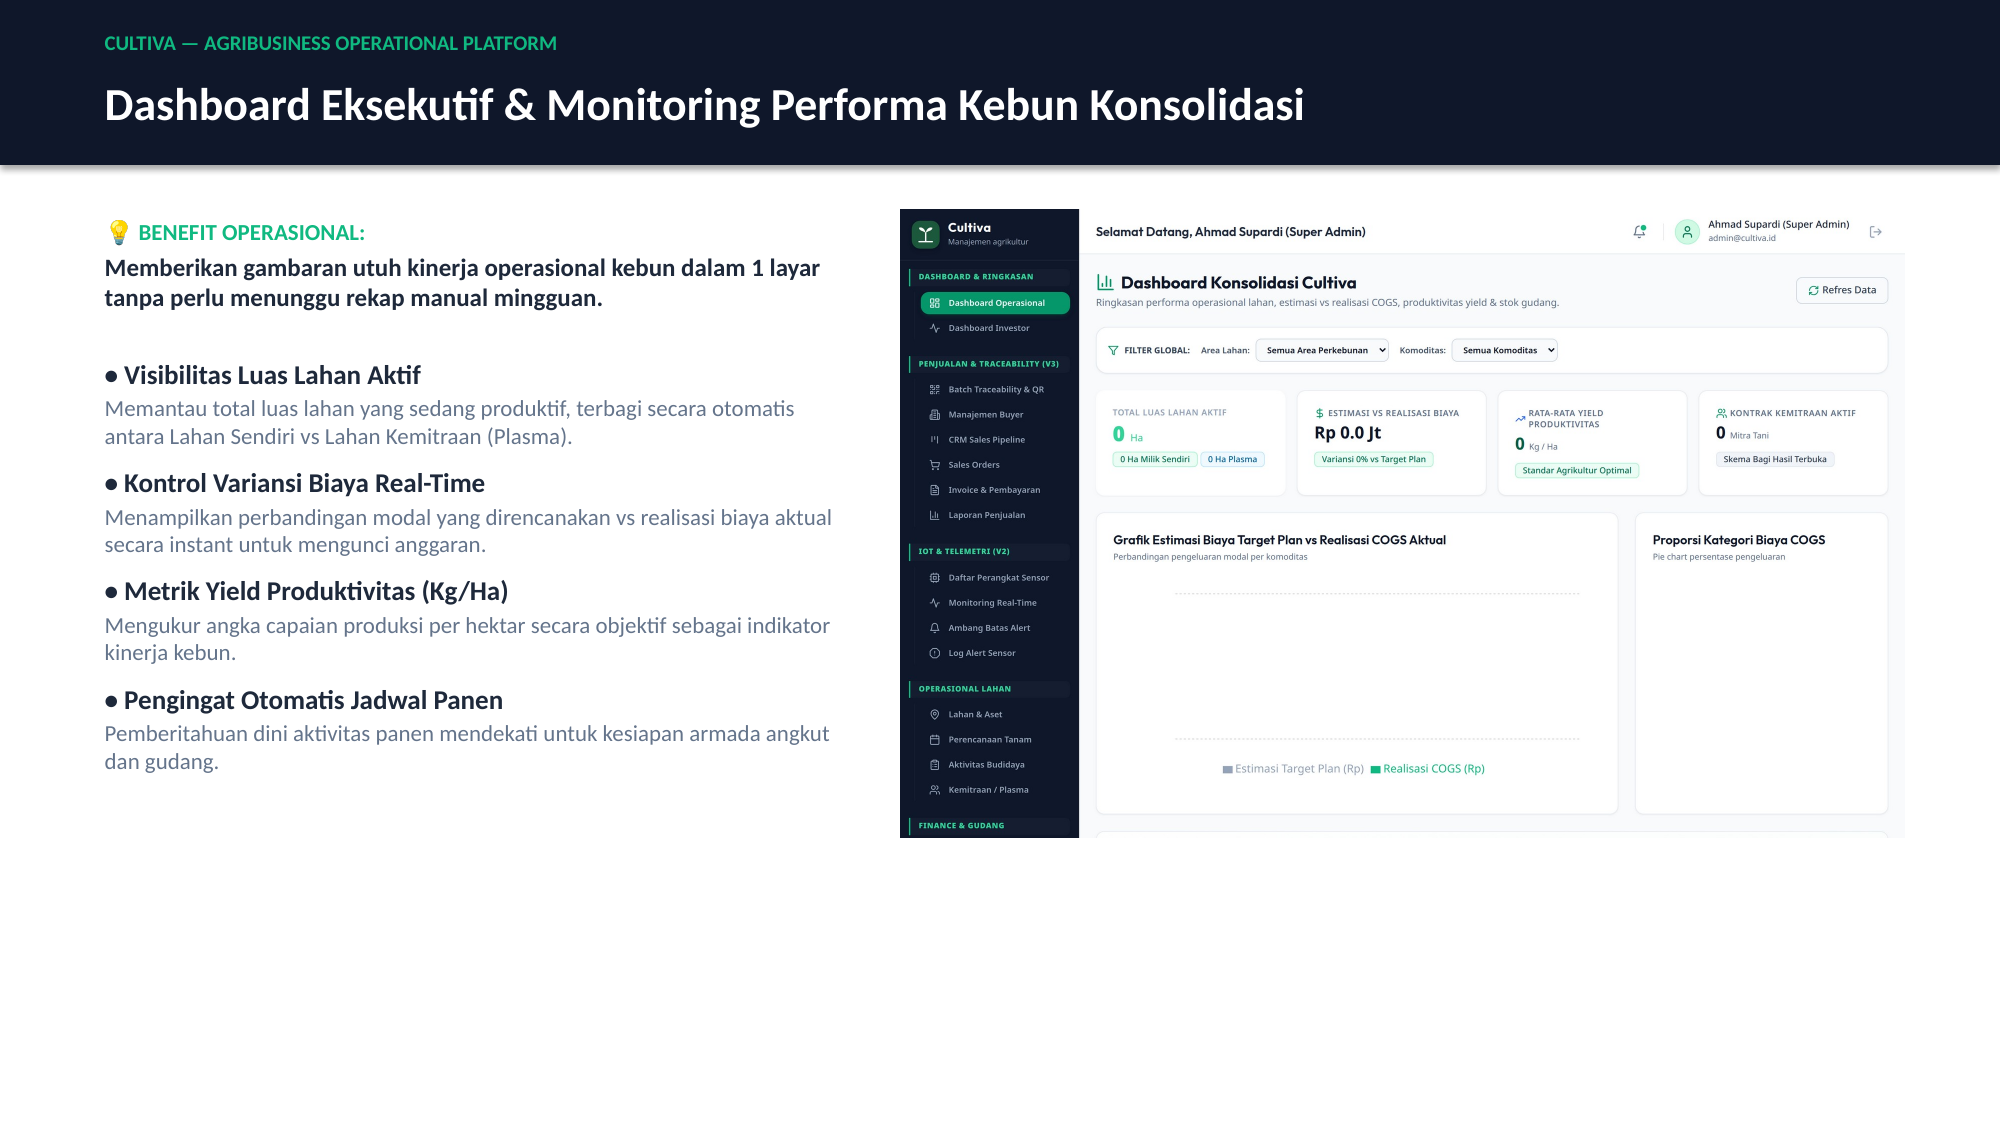 CULTIVA — AGRIBUSINESS OPERATIONAL PLATFORM
Dashboard Eksekutif & Monitoring Performa Kebun Konsolidasi
💡 BENEFIT OPERASIONAL:
Memberikan gambaran utuh kinerja operasional kebun dalam 1 layar
tanpa perlu menunggu rekap manual mingguan.
● Visibilitas Luas Lahan Aktif
Memantau total luas lahan yang sedang produktif, terbagi secara otomatis
antara Lahan Sendiri vs Lahan Kemitraan (Plasma).
● Kontrol Variansi Biaya Real-Time
Menampilkan perbandingan modal yang direncanakan vs realisasi biaya aktual
secara instant untuk mengunci anggaran.
● Metrik Yield Produktivitas (Kg/Ha)
Mengukur angka capaian produksi per hektar secara objektif sebagai indikator
kinerja kebun.
● Pengingat Otomatis Jadwal Panen
Pemberitahuan dini aktivitas panen mendekati untuk kesiapan armada angkut
dan gudang.
Cultiva
Manajemen agrikultur
DASHBOARD & RINGKASAN
Dashboard Operasional
Dashboard Investor
PENJUALAN & TRACEABILITY (V3)
Batch Traceability & QR
Manajemen Buyer
CRM Sales Pipeline
Sales Orders
Invoice & Pembayaran
Laporan Penjualan
IOT & TELEMETRI (V2)
Daftar Perangkat Sensor
Monitoring Real-Time
Ambang Batas Alert
Log Alert Sensor
OPERASIONAL LAHAN
Lahan & Aset
Perencanaan Tanam
Aktivitas Budidaya
Kemitraan / Plasma
FINANCE & GUDANG
Selamat Datang, Ahmad Supardi (Super Admin)
Ahmad Supardi (Super Admin)
admin@cultiva.id
Dashboard Konsolidasi Cultiva
Ringkasan performa operasional lahan, estimasi vs realisasi COGS, produktivitas yield & stok gudang.
Refres Data
FILTER GLOBAL: Area Lahan: Semua Area Perkebunan Komoditas: Semua Komoditas
TOTAL LUAS LAHAN AKTIF
0 Ha
0 Ha Milik Sendiri 0 Ha Plasma
ESTIMASI VS REALISASI BIAYA
Rp 0.0 Jt
Variansi 0% vs Target Plan
RATA-RATA YIELD
PRODUKTIVITAS
0 Kg / Ha
Standar Agrikultur Optimal
KONTRAK KEMITRAAN AKTIF
0 Mitra Tani
Skema Bagi Hasil Terbuka
Grafik Estimasi Biaya Target Plan vs Realisasi COGS Aktual
Perbandingan pengeluaran modal per komoditas
Estimasi Target Plan (Rp) Realisasi COGS (Rp)
Proporsi Kategori Biaya COGS
Pie chart persentase pengeluaran